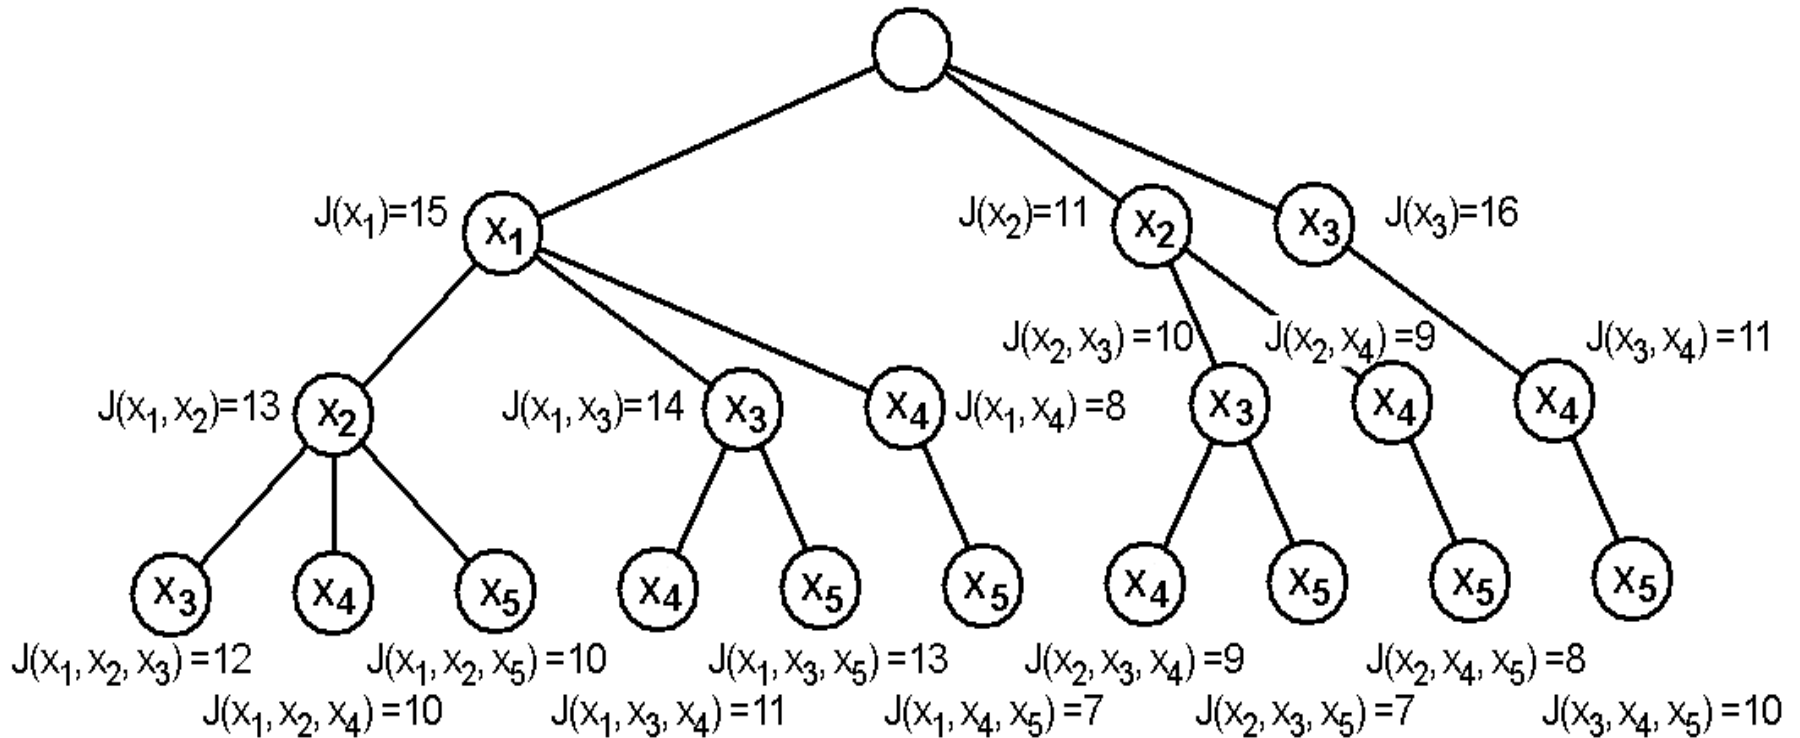 J(x₁)=15 x₁ J(x₂)=11 x₂ x₃ J(x₃)=16
J(x₂, x₃) =10 J(x₂, x₄) =9 J(x₃, x₄) =11
J(x₁, x₂)=13 x₂ J(x₁, x₃)=14 x₃ x₄ J(x₁, x₄) =8 x₃ x₄ x₄
x₃ x₄ x₅ x₄ x₅ x₅ x₄ x₅ x₅ x₅
J(x₁, x₂, x₃) =12 J(x₁, x₂, x₅) =10 J(x₁, x₃, x₅) =13 J(x₂, x₃, x₄) =9 J(x₂, x₄, x₅) =8
J(x₁, x₂, x₄) =10 J(x₁, x₃, x₄) =11 J(x₁, x₄, x₅) =7 J(x₂, x₃, x₅) =7 J(x₃, x₄, x₅) =10